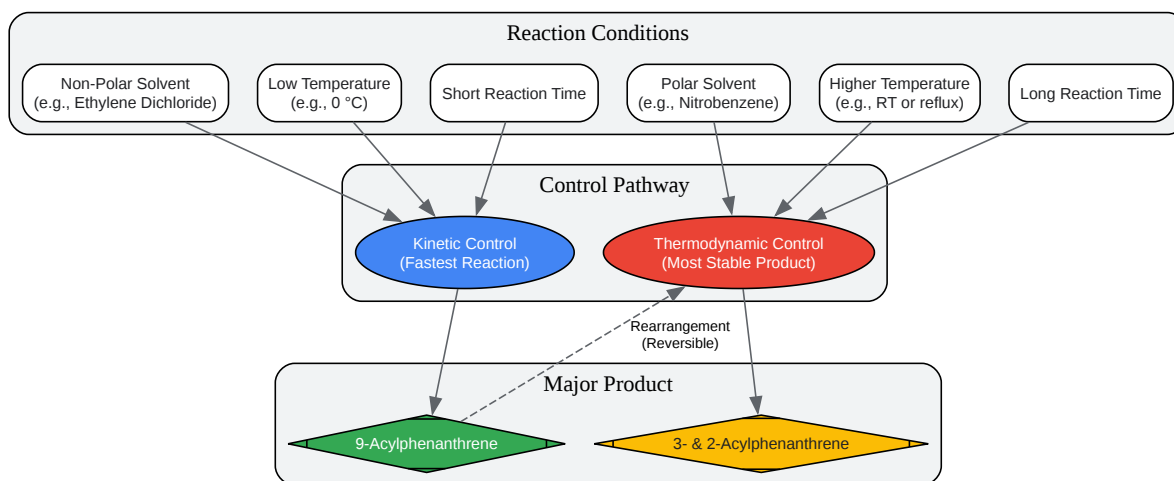 Reaction Conditions
Non-Polar Solvent
(e.g., Ethylene Dichloride)
Low Temperature
(e.g., 0 °C)
Short Reaction Time
Polar Solvent
(e.g., Nitrobenzene)
Higher Temperature
(e.g., RT or reflux)
Long Reaction Time
Control Pathway
Kinetic Control
(Fastest Reaction)
Thermodynamic Control
(Most Stable Product)
Rearrangement
(Reversible)
Major Product
9-Acylphenanthrene
3- & 2-Acylphenanthrene